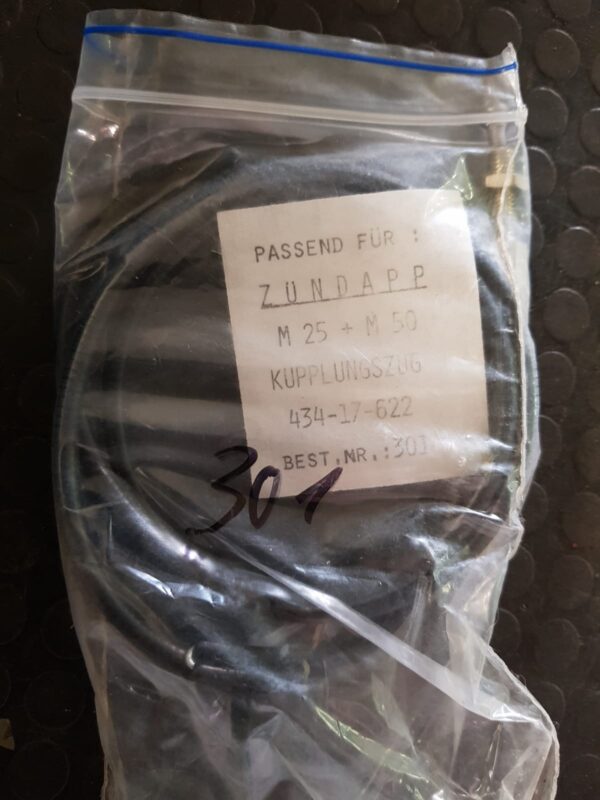 PASSEND FÜR :
ZUNDAPP
M 25 + M 50
KUPPLUNGSZUG
434-17-622
BEST.NR.:301
301